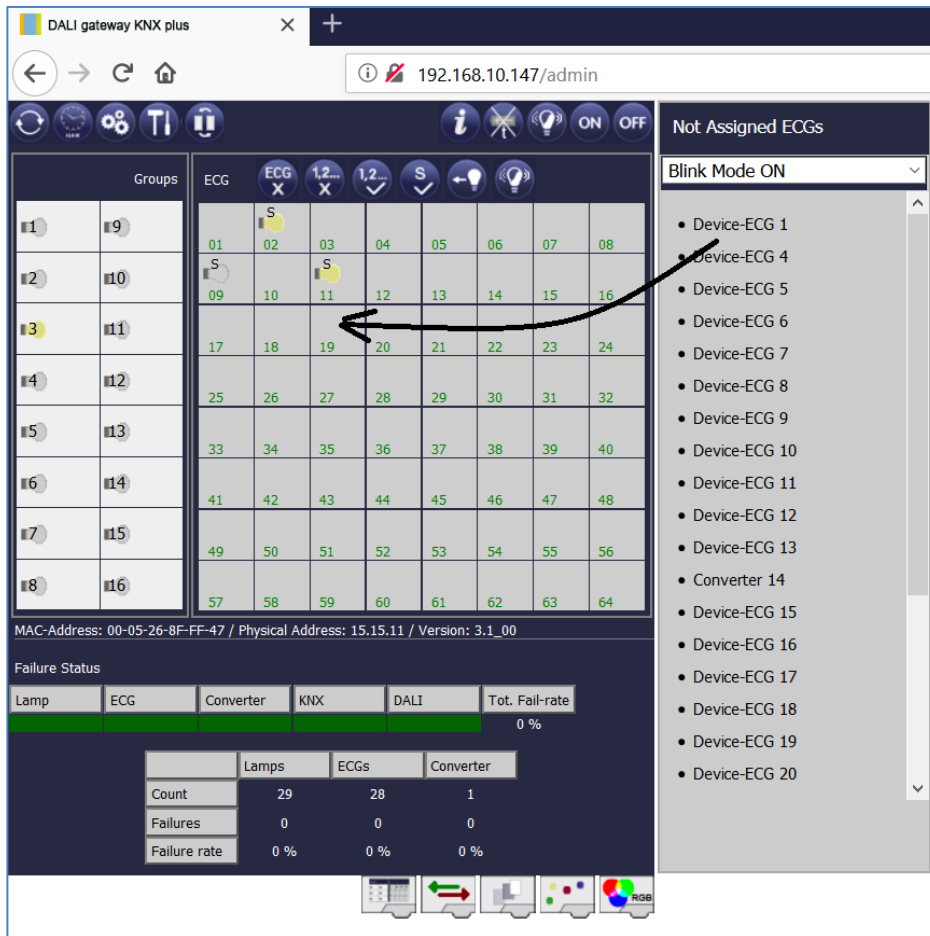 DALI gateway KNX plus
192.168.10.147/admin
i ON OFF
Not Assigned ECGs
Blink Mode ON
Groups
ECG
ECG X
1,2... X
1,2...
S
1 9
2 10
3 11
4 12
5 13
6 14
7 15
8 16
S
01 02 03 04 05 06 07 08
S S
09 10 11 12 13 14 15 16
17 18 19 20 21 22 23 24
25 26 27 28 29 30 31 32
33 34 35 36 37 38 39 40
41 42 43 44 45 46 47 48
49 50 51 52 53 54 55 56
57 58 59 60 61 62 63 64
• Device-ECG 1
• Device-ECG 4
• Device-ECG 5
• Device-ECG 6
• Device-ECG 7
• Device-ECG 8
• Device-ECG 9
• Device-ECG 10
• Device-ECG 11
• Device-ECG 12
• Device-ECG 13
• Converter 14
• Device-ECG 15
• Device-ECG 16
• Device-ECG 17
• Device-ECG 18
• Device-ECG 19
• Device-ECG 20
MAC-Address: 00-05-26-8F-FF-47 / Physical Address: 15.15.11 / Version: 3.1_00
Failure Status
Lamp ECG Converter KNX DALI Tot. Fail-rate
0 %
Lamps ECGs Converter
Count 29 28 1
Failures 0 0 0
Failure rate 0 % 0 % 0 %
RGB